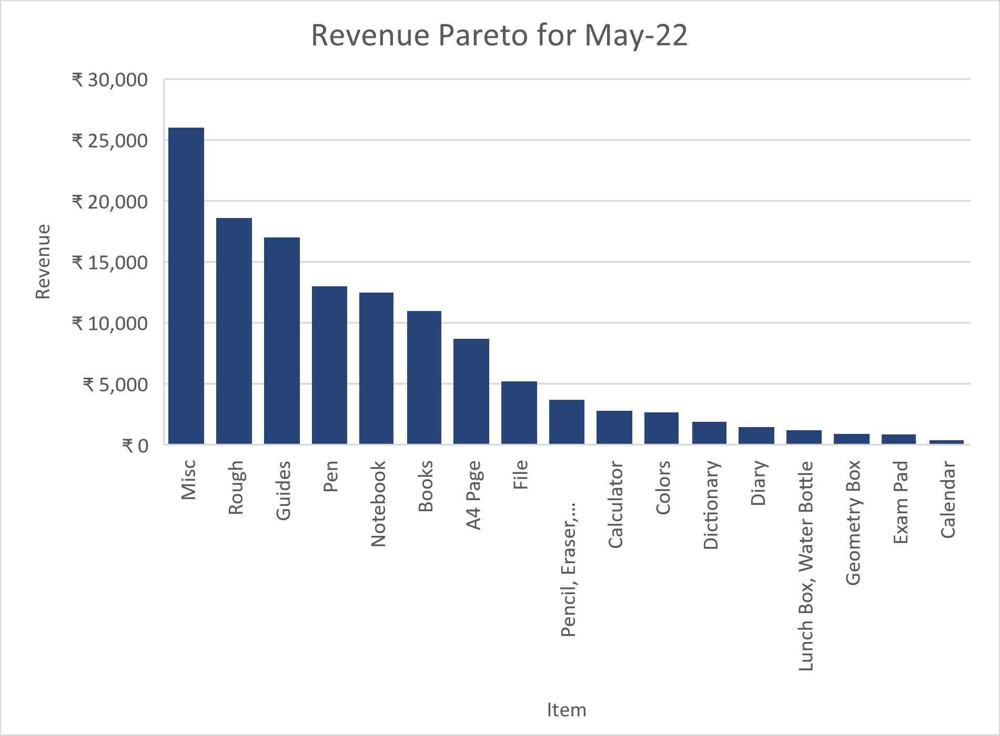 Revenue Pareto for May-22
₹ 30,000
₹ 25,000
₹ 20,000
₹ 15,000
₹ 10,000
₹ 5,000
₹ 0
Revenue
Misc
Rough
Guides
Pen
Notebook
Books
A4 Page
File
Pencil, Eraser,...
Calculator
Colors
Dictionary
Diary
Lunch Box, Water Bottle
Geometry Box
Exam Pad
Calendar
Item